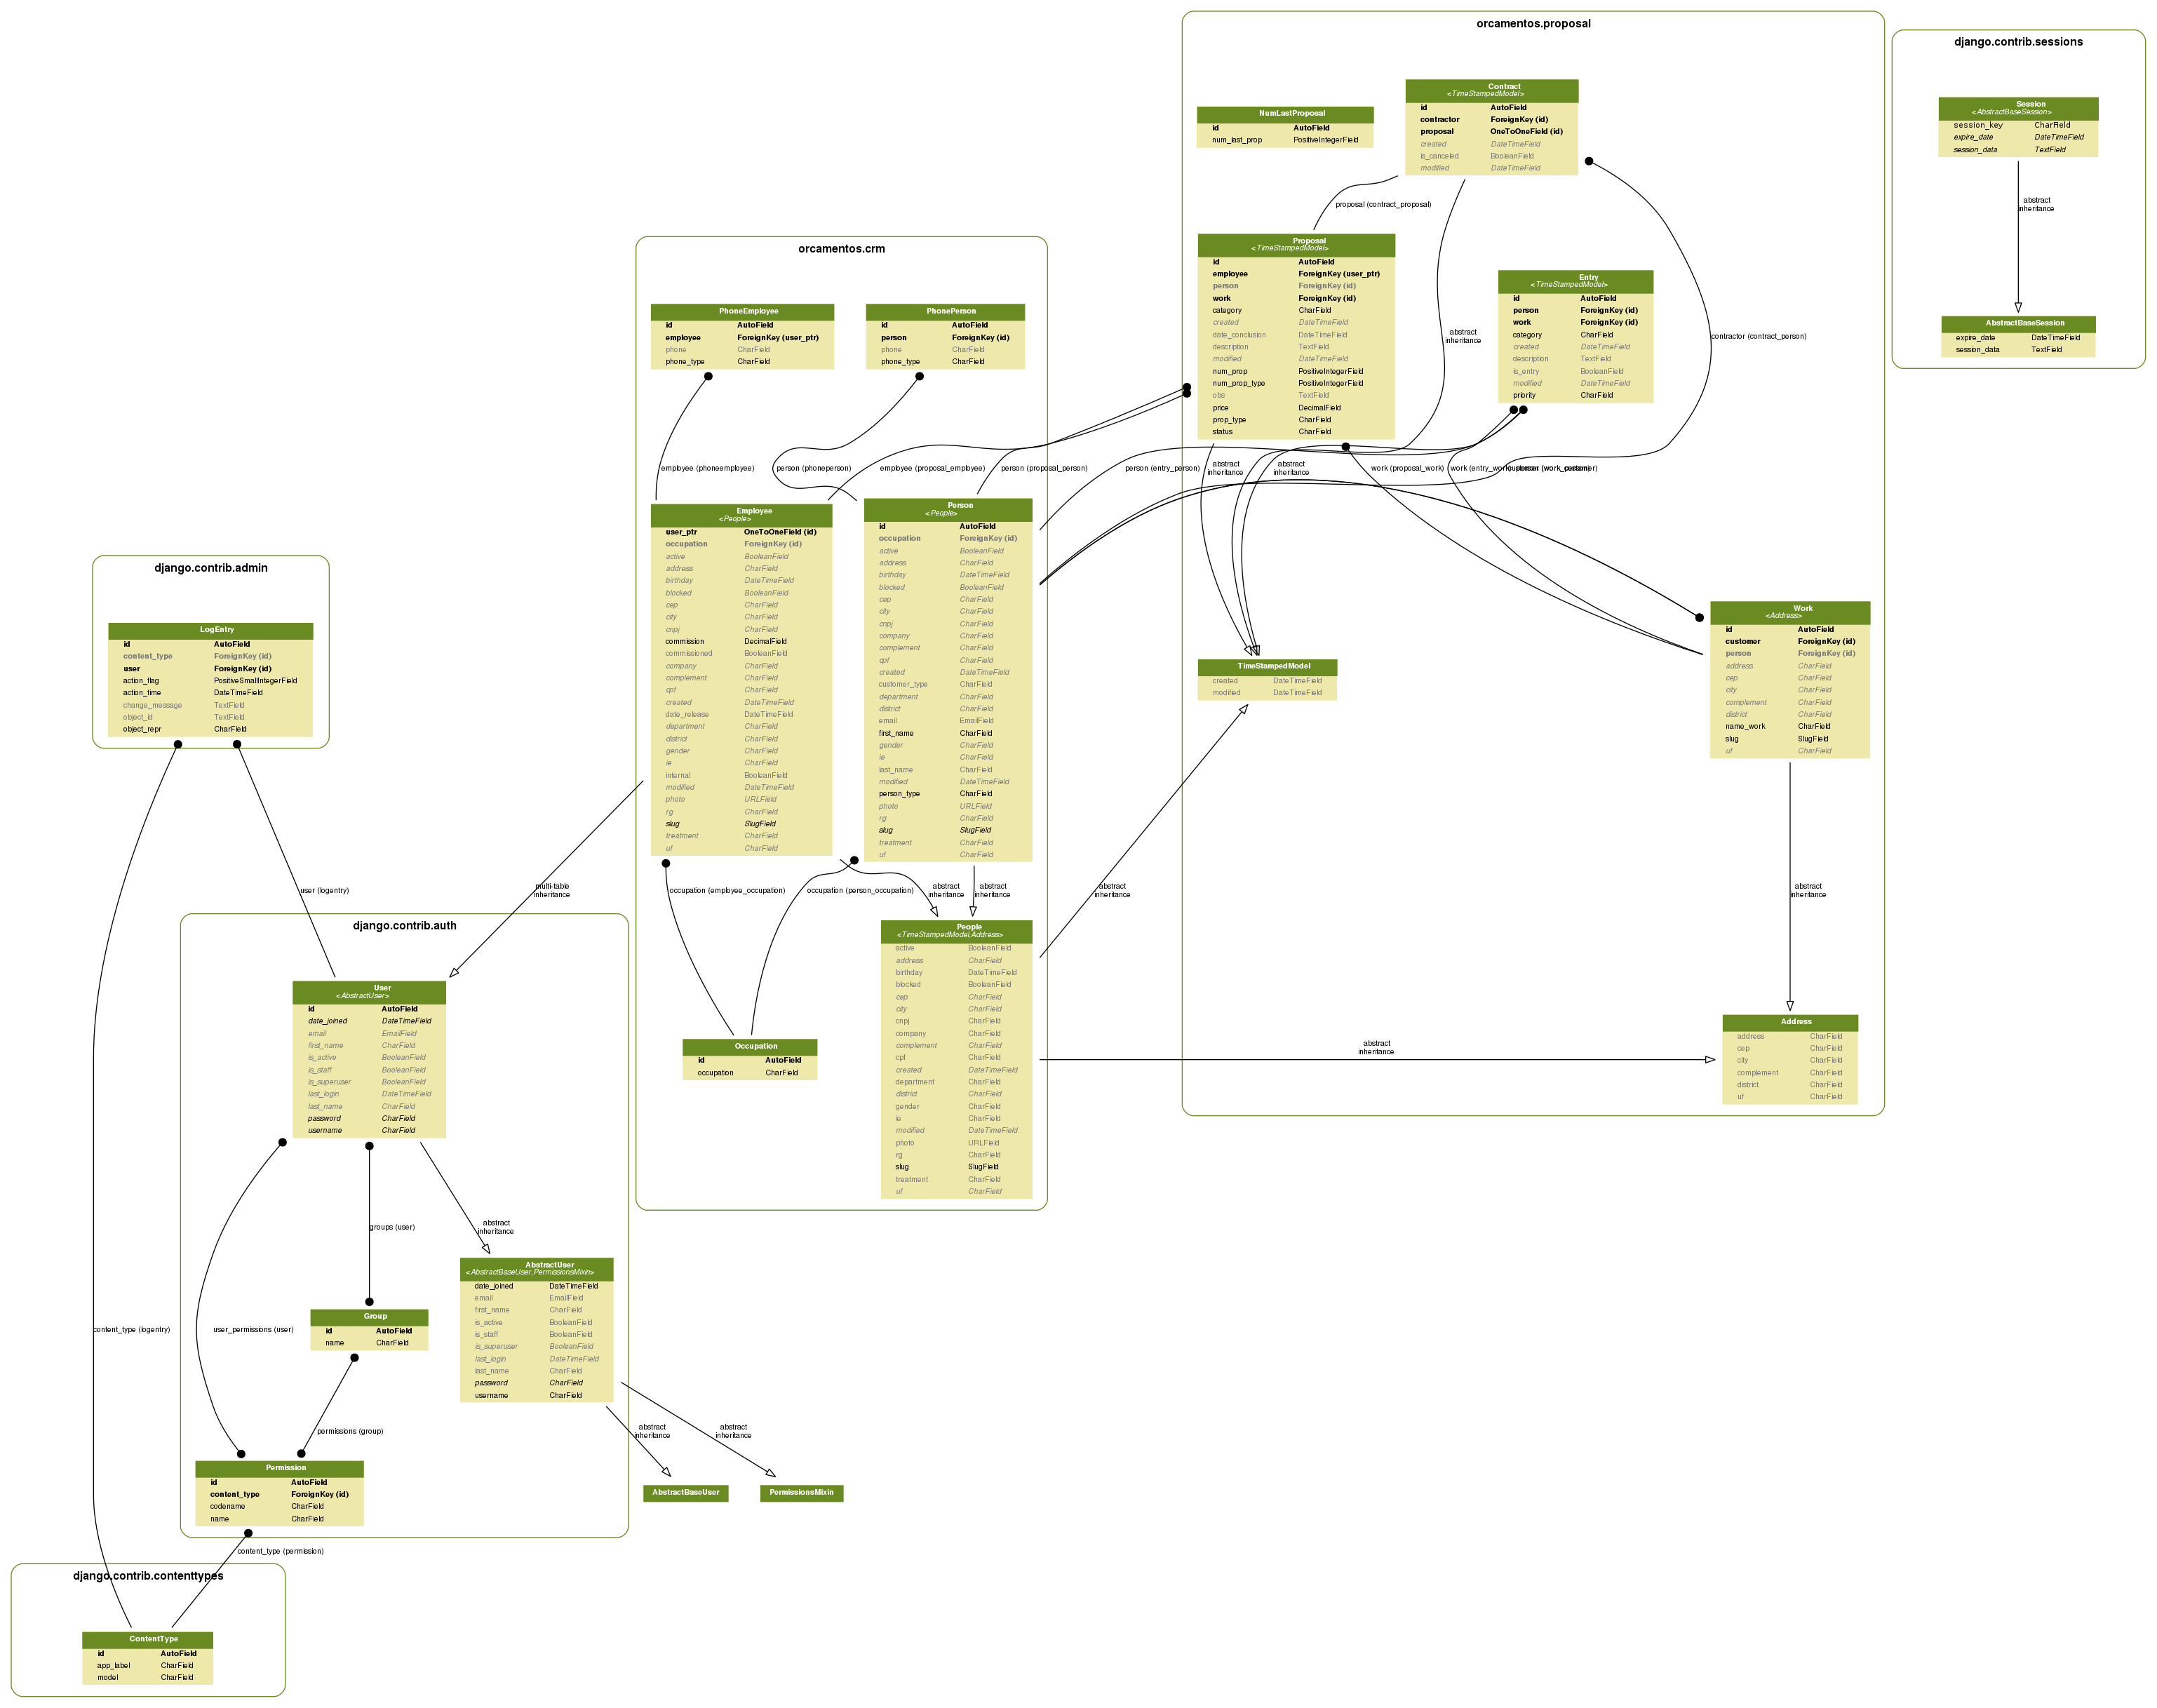 orcamentos.proposal
NumLastProposal
id AutoField
num_last_prop PositiveIntegerField
Contract
<TimeStampedModel>
id AutoField
contractor ForeignKey (id)
proposal OneToOneField (id)
created DateTimeField
is_canceled BooleanField
modified DateTimeField
proposal (contract_proposal)
Proposal
<TimeStampedModel>
id AutoField
employee ForeignKey (user_ptr)
person ForeignKey (id)
work ForeignKey (id)
category CharField
created DateTimeField
date_conclusion DateTimeField
description TextField
modified DateTimeField
num_prop PositiveIntegerField
num_prop_type PositiveIntegerField
obs TextField
price DecimalField
prop_type CharField
status CharField
Entry
<TimeStampedModel>
id AutoField
person ForeignKey (id)
work ForeignKey (id)
category CharField
created DateTimeField
description TextField
is_entry BooleanField
modified DateTimeField
priority CharField
abstract
inheritance
contractor (contract_person)
person (entry_person)
abstract
inheritance
abstract
inheritance
work (proposal_work)
TimeStampedModel
created DateTimeField
modified DateTimeField
Work
<Address>
id AutoField
customer ForeignKey (id)
person ForeignKey (id)
address CharField
cep CharField
city CharField
complement CharField
district CharField
name_work CharField
slug SlugField
uf CharField
abstract
inheritance
Address
address CharField
cep CharField
city CharField
complement CharField
district CharField
uf CharField
django.contrib.sessions
Session
<AbstractBaseSession>
session_key CharField
expire_date DateTimeField
session_data TextField
abstract
inheritance
AbstractBaseSession
expire_date DateTimeField
session_data TextField
orcamentos.crm
PhoneEmployee
id AutoField
employee ForeignKey (user_ptr)
phone CharField
phone_type CharField
PhonePerson
id AutoField
person ForeignKey (id)
phone CharField
phone_type CharField
employee (phoneemployee)
person (phoneperson)
employee (proposal_employee)
person (proposal_person)
Employee
<People>
user_ptr OneToOneField (id)
occupation ForeignKey (id)
active BooleanField
address CharField
birthday DateTimeField
blocked BooleanField
cep CharField
city CharField
cnpj CharField
commission DecimalField
commissioned BooleanField
company CharField
complement CharField
cpf CharField
created DateTimeField
date_release DateTimeField
department CharField
district CharField
gender CharField
ie CharField
internal BooleanField
modified DateTimeField
photo URLField
rg CharField
slug SlugField
treatment CharField
uf CharField
Person
<People>
id AutoField
occupation ForeignKey (id)
active BooleanField
address CharField
birthday DateTimeField
blocked BooleanField
cep CharField
city CharField
cnpj CharField
company CharField
complement CharField
cpf CharField
created DateTimeField
customer_type CharField
department CharField
district CharField
email EmailField
first_name CharField
gender CharField
ie CharField
last_name CharField
modified DateTimeField
person_type CharField
photo URLField
rg CharField
slug SlugField
treatment CharField
uf CharField
occupation (employee_occupation)
occupation (person_occupation)
abstract
inheritance
abstract
inheritance
abstract
inheritance
People
<TimeStampedModel,Address>
active BooleanField
address CharField
birthday DateTimeField
blocked BooleanField
cep CharField
city CharField
cnpj CharField
company CharField
complement CharField
cpf CharField
created DateTimeField
department CharField
district CharField
gender CharField
ie CharField
modified DateTimeField
photo URLField
rg CharField
slug SlugField
treatment CharField
uf CharField
abstract
inheritance
Occupation
id AutoField
occupation CharField
django.contrib.admin
LogEntry
id AutoField
content_type ForeignKey (id)
user ForeignKey (id)
action_flag PositiveSmallIntegerField
action_time DateTimeField
change_message TextField
object_id TextField
object_repr CharField
user (logentry)
multi-table
inheritance
django.contrib.auth
User
<AbstractUser>
id AutoField
date_joined DateTimeField
email EmailField
first_name CharField
is_active BooleanField
is_staff BooleanField
is_superuser BooleanField
last_login DateTimeField
last_name CharField
password CharField
username CharField
groups (user)
abstract
inheritance
AbstractUser
<AbstractBaseUser,PermissionsMixin>
date_joined DateTimeField
email EmailField
first_name CharField
is_active BooleanField
is_staff BooleanField
is_superuser BooleanField
last_login DateTimeField
last_name CharField
password CharField
username CharField
content_type (logentry)
user_permissions (user)
Group
id AutoField
name CharField
permissions (group)
abstract
inheritance
abstract
inheritance
Permission
id AutoField
content_type ForeignKey (id)
codename CharField
name CharField
AbstractBaseUser
PermissionsMixin
content_type (permission)
django.contrib.contenttypes
ContentType
id AutoField
app_label CharField
model CharField